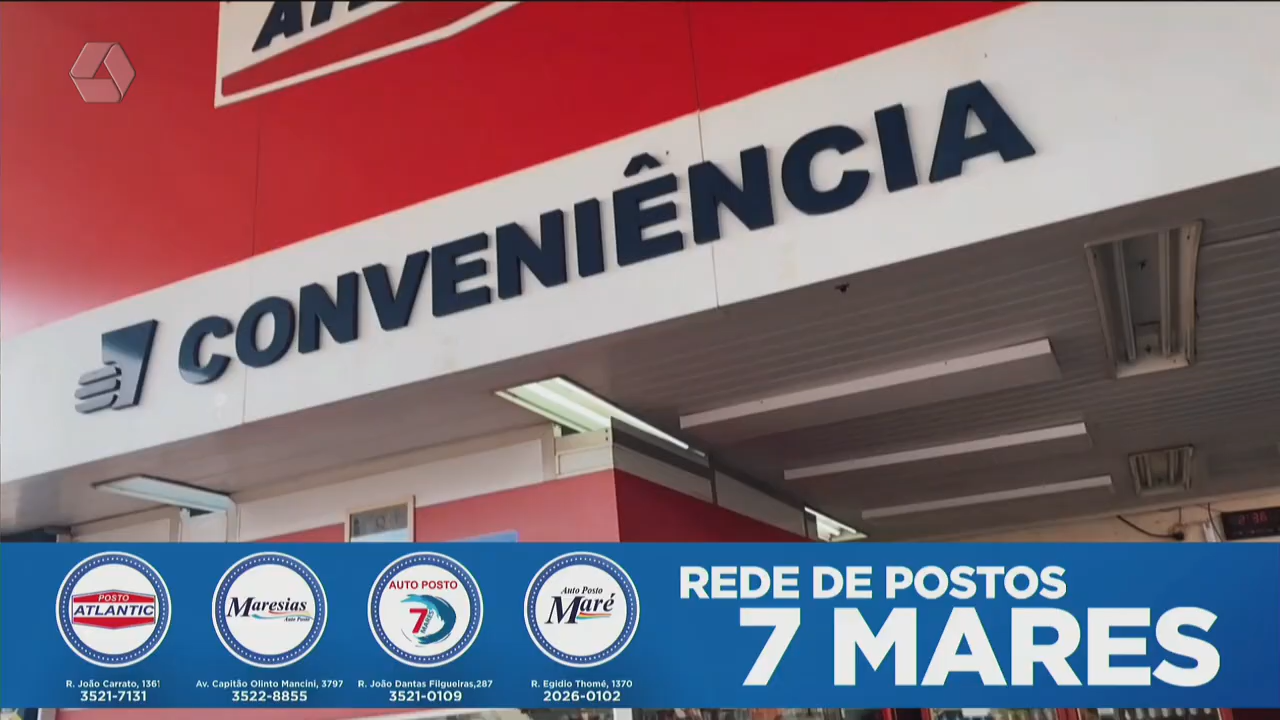 CONVENIÊNCIA
POSTO
ATLANTIC
R. João Carrato, 1361
3521-7131
Maresias
Auto Posto
Av. Capitão Olinto Mancini, 3797
3522-8855
AUTO POSTO
7
MARES
R. João Dantas Filgueiras,287
3521-0109
Auto Posto
Maré
R. Egidio Thomé, 1370
2026-0102
REDE DE POSTOS
7 MARES